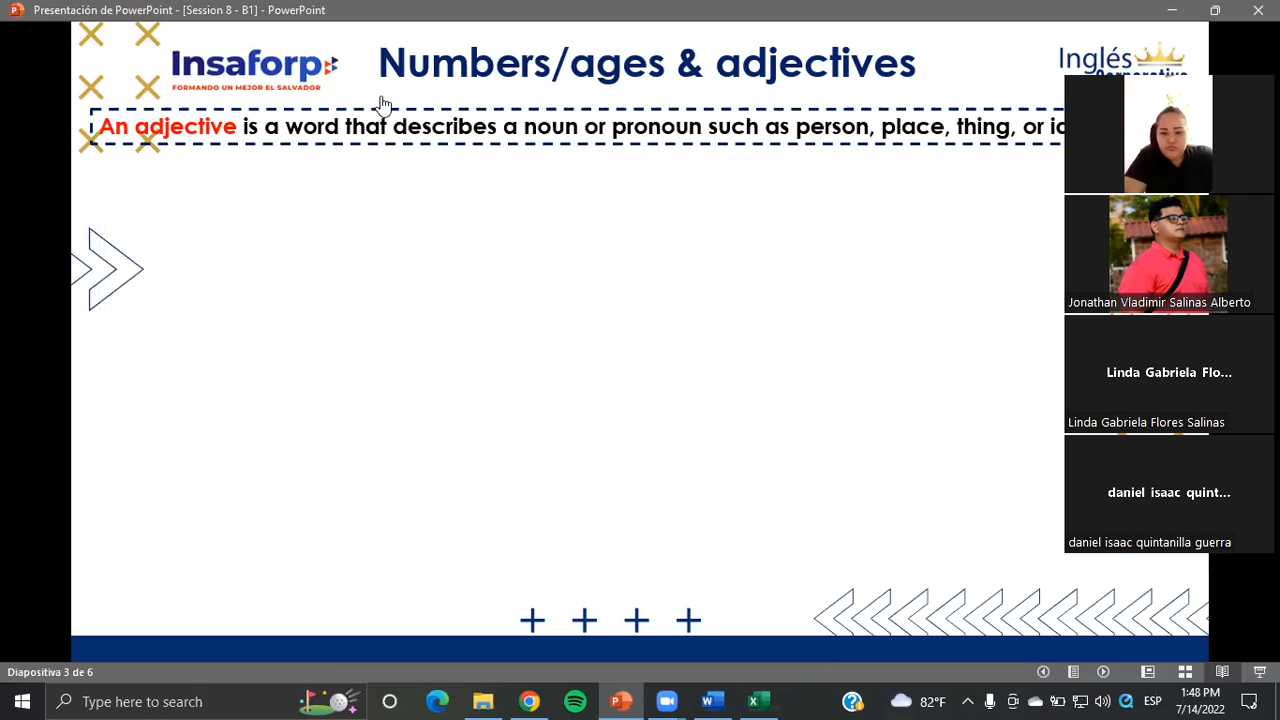 Presentación de PowerPoint - [Session 8 - B1] - PowerPoint
Insaforp
FORMANDO UN MEJOR EL SALVADOR
Numbers/ages & adjectives
Inglés
An adjective is a word that describes a noun or pronoun such as person, place, thing, or
Jonathan Vladimir Salinas Alberto
Linda Gabriela Flo...
Linda Gabriela Flores Salinas
daniel isaac quint...
daniel isaac quintanilla guerra
Diapositiva 3 de 6
Type here to search
82°F
ESP
1:48 PM
7/14/2022